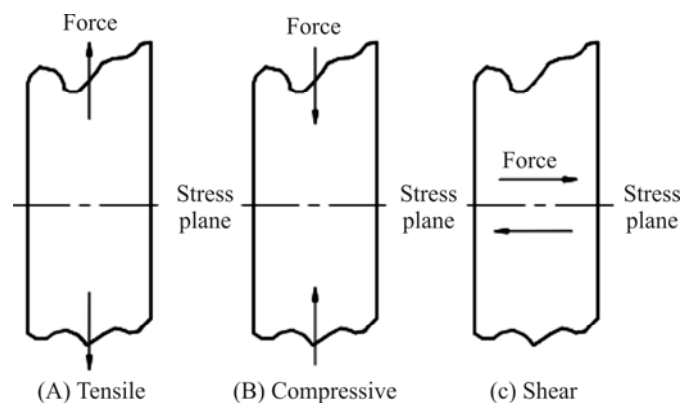 Force
Force
Force
Stress
plane
Stress
plane
Stress
plane
(A) Tensile
(B) Compressive
(c) Shear